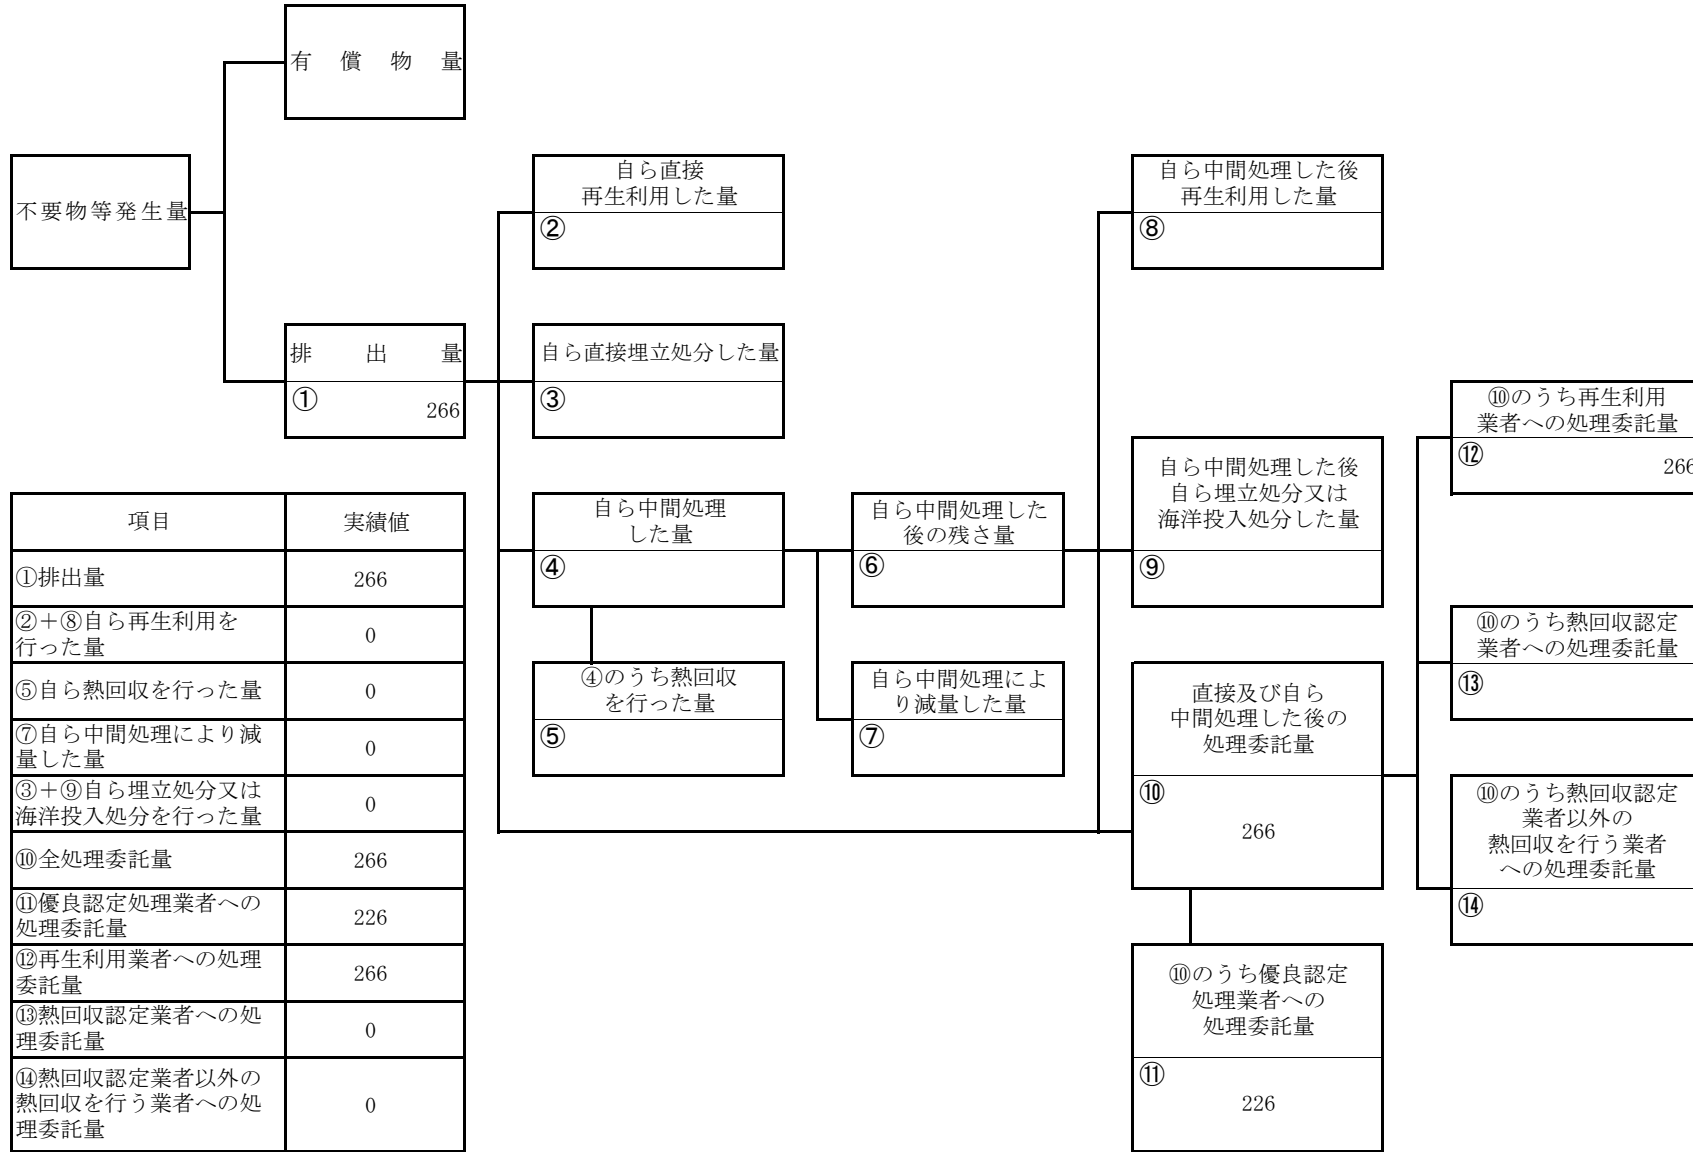 有償物量
不要物等発生量
自ら直接
再生利用した量
②
自ら中間処理した後
再生利用した量
⑧
排出量
①
266
自ら直接埋立処分した量
③
⑩のうち再生利用
業者への処理委託量
⑫
266
自ら中間処理
した量
④
自ら中間処理した
後の残さ量
⑥
自ら中間処理した後
自ら埋立処分又は
海洋投入処分した量
⑨
⑩のうち熱回収認定
業者への処理委託量
⑬
④のうち熱回収
を行った量
⑤
自ら中間処理によ
り減量した量
⑦
直接及び自ら
中間処理した後の
処理委託量
⑩
266
⑩のうち熱回収認定
業者以外の
熱回収を行う業者
への処理委託量
⑭
⑩のうち優良認定
処理業者への
処理委託量
⑪
226
項目 実績値
①排出量 266
②＋⑧自ら再生利用を
行った量 0
⑤自ら熱回収を行った量 0
⑦自ら中間処理により減
量した量 0
③＋⑨自ら埋立処分又は
海洋投入処分を行った量 0
⑩全処理委託量 266
⑪優良認定処理業者への
処理委託量 226
⑫再生利用業者への処理
委託量 266
⑬熱回収認定業者への処
理委託量 0
⑭熱回収認定業者以外の
熱回収を行う業者への処
理委託量 0